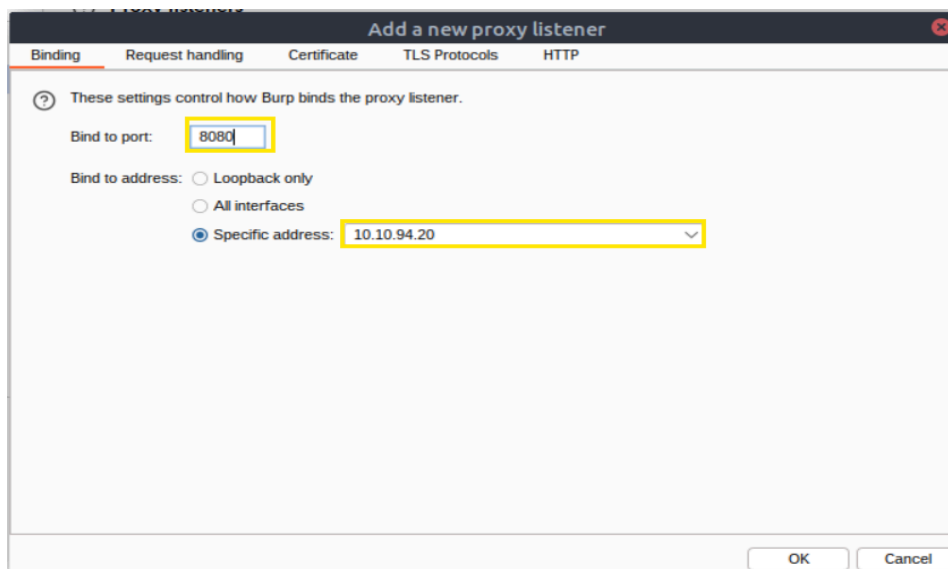 Proxy listeners
Add a new proxy listener
Binding Request handling Certificate TLS Protocols HTTP
These settings control how Burp binds the proxy listener.
Bind to port: 8080
Bind to address: Loopback only
All interfaces
Specific address: 10.10.94.20
OK Cancel